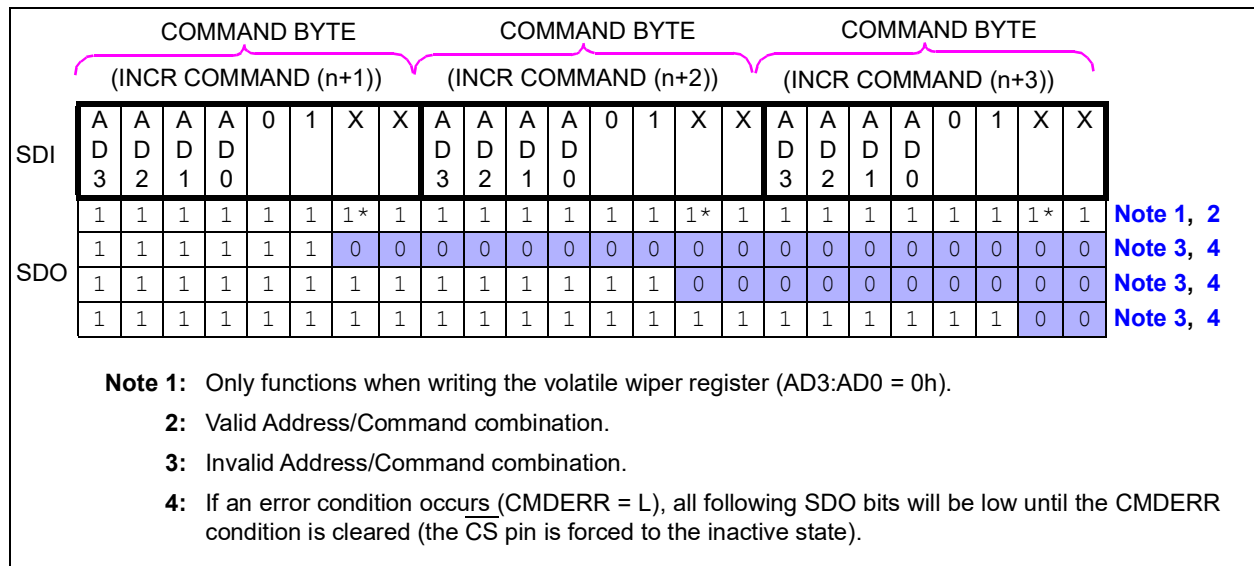 COMMAND BYTE COMMAND BYTE COMMAND BYTE
(INCR COMMAND (n+1)) (INCR COMMAND (n+2)) (INCR COMMAND (n+3))
SDI A A A A 0 1 X X A A A A 0 1 X X A A A A 0 1 X X
D D D D D D D D D D D D
3 2 1 0 3 2 1 0 3 2 1 0
SDO
1 1 1 1 1 1 1* 1 1 1 1 1 1 1 1* 1 1 1 1 1 1 1 1* 1 Note 1, 2
1 1 1 1 1 1 0 0 0 0 0 0 0 0 0 0 0 0 0 0 0 0 0 0 Note 3, 4
1 1 1 1 1 1 1 1 1 1 1 1 1 1 0 0 0 0 0 0 0 0 0 0 Note 3, 4
1 1 1 1 1 1 1 1 1 1 1 1 1 1 1 1 1 1 1 1 1 1 0 0 Note 3, 4
Note 1: Only functions when writing the volatile wiper register (AD3:AD0 = 0h).
2: Valid Address/Command combination.
3: Invalid Address/Command combination.
4: If an error condition occurs (CMDERR = L), all following SDO bits will be low until the CMDERR
condition is cleared (the CS pin is forced to the inactive state).